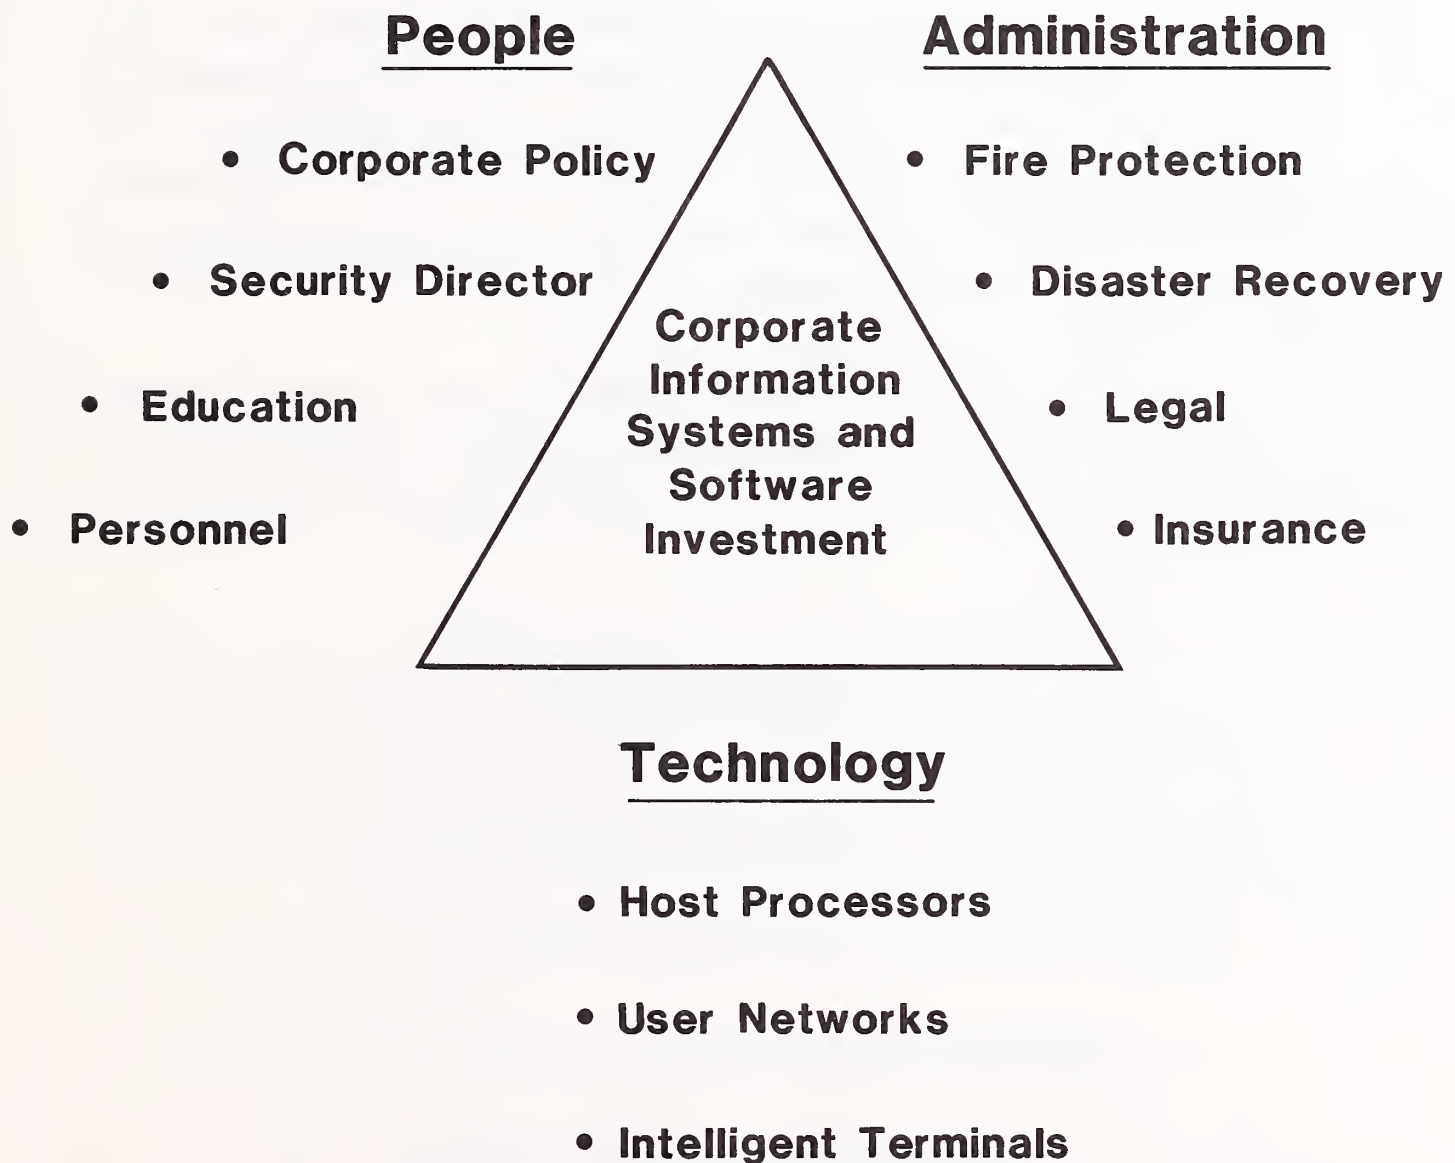 People
• Corporate Policy
• Security Director
• Education
• Personnel
Administration
• Fire Protection
• Disaster Recovery
• Legal
• Insurance
Corporate
Information
Systems and
Software
Investment
Technology
• Host Processors
• User Networks
• Intelligent Terminals